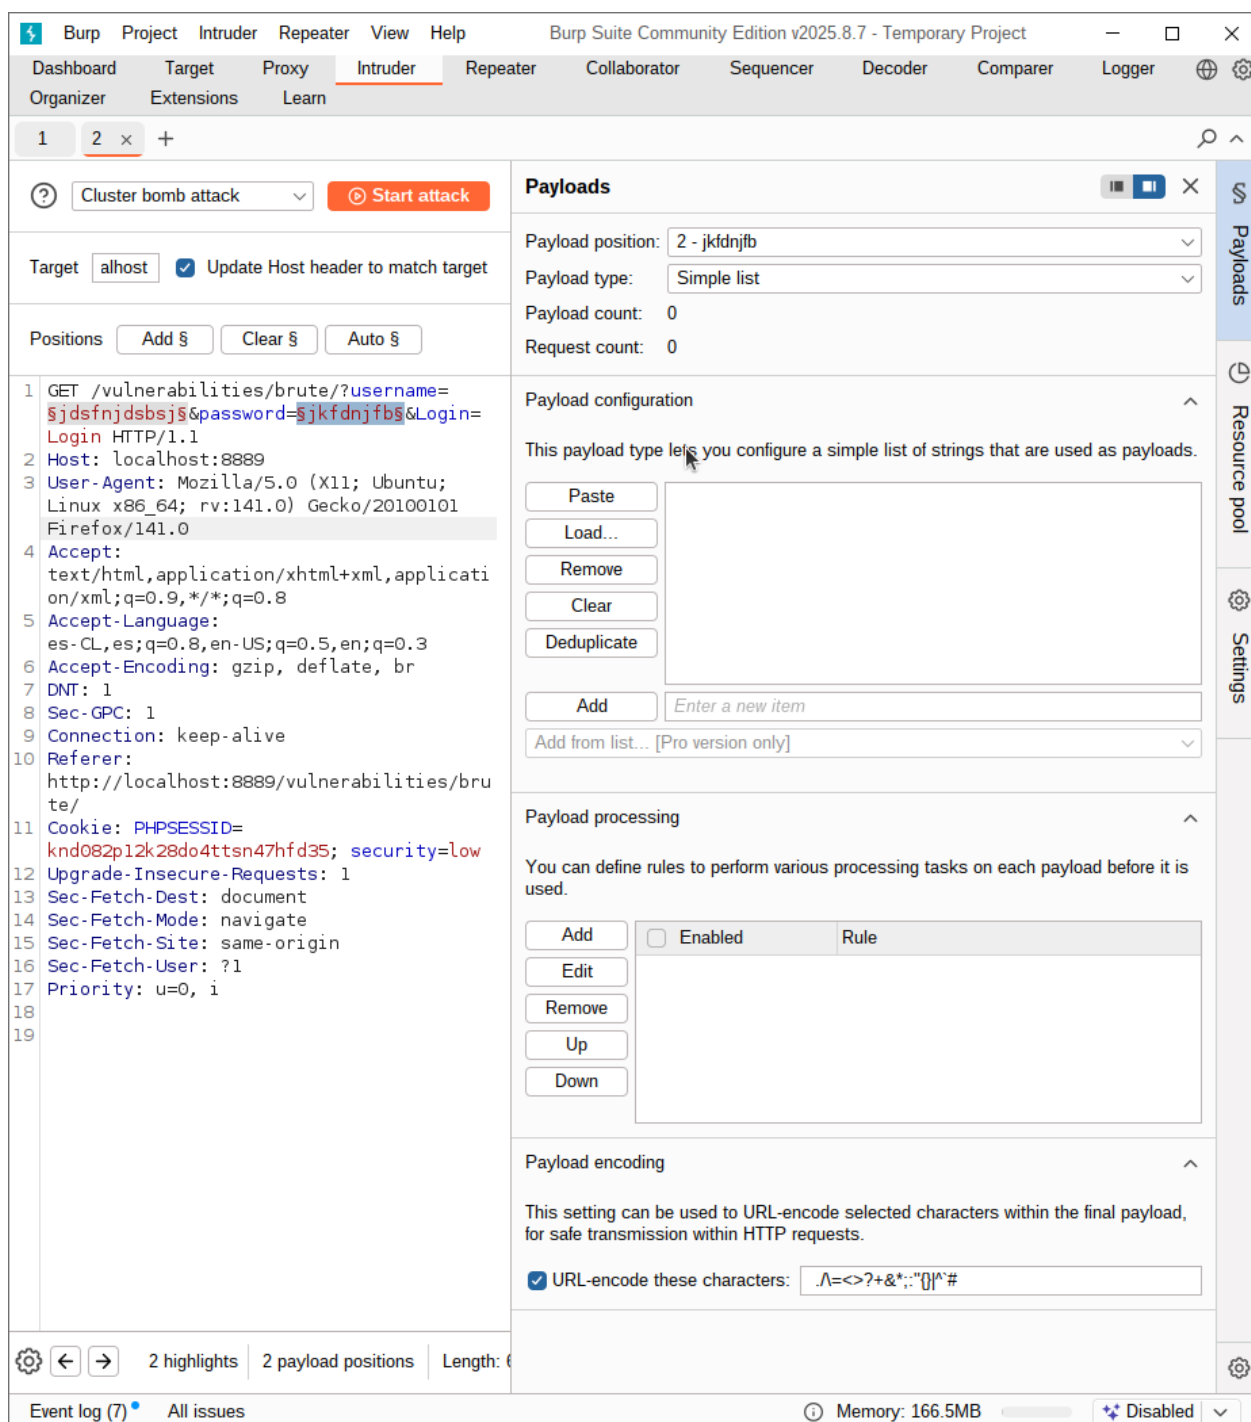 Burp Project Intruder Repeater View Help Burp Suite Community Edition v2025.8.7 - Temporary Project
Dashboard Target Proxy Intruder Repeater Collaborator Sequencer Decoder Comparer Logger
Organizer Extensions Learn
1 2 × +
Cluster bomb attack Start attack
Target alhost Update Host header to match target
Positions Add § Clear § Auto §
1 GET /vulnerabilities/brute/?username=
§jdsfnjdsbsj§&password=§jkfdnjfb§&Login=
Login HTTP/1.1
2 Host: localhost:8889
3 User-Agent: Mozilla/5.0 (X11; Ubuntu;
Linux x86_64; rv:141.0) Gecko/20100101
Firefox/141.0
4 Accept:
text/html,application/xhtml+xml,applicati
on/xml;q=0.9,*/*;q=0.8
5 Accept-Language:
es-CL,es;q=0.8,en-US;q=0.5,en;q=0.3
6 Accept-Encoding: gzip, deflate, br
7 DNT: 1
8 Sec-GPC: 1
9 Connection: keep-alive
10 Referer:
http://localhost:8889/vulnerabilities/bru
te/
11 Cookie: PHPSESSID=
knd082p12k28do4ttsn47hfd35; security=low
12 Upgrade-Insecure-Requests: 1
13 Sec-Fetch-Dest: document
14 Sec-Fetch-Mode: navigate
15 Sec-Fetch-Site: same-origin
16 Sec-Fetch-User: ?1
17 Priority: u=0, i
18
19
2 highlights 2 payload positions Length: 6
Payloads
Payload position: 2 - jkfdnjfb
Payload type: Simple list
Payload count: 0
Request count: 0
Payload configuration
This payload type lets you configure a simple list of strings that are used as payloads.
Paste
Load...
Remove
Clear
Deduplicate
Add Enter a new item
Add from list... [Pro version only]
Payload processing
You can define rules to perform various processing tasks on each payload before it is
used.
Add Enabled Rule
Edit
Remove
Up
Down
Payload encoding
This setting can be used to URL-encode selected characters within the final payload,
for safe transmission within HTTP requests.
URL-encode these characters: ./\=<>?+&*;:"{}|^`#
§ Payloads
Resource pool
Settings
Event log (7) All issues Memory: 166.5MB Disabled